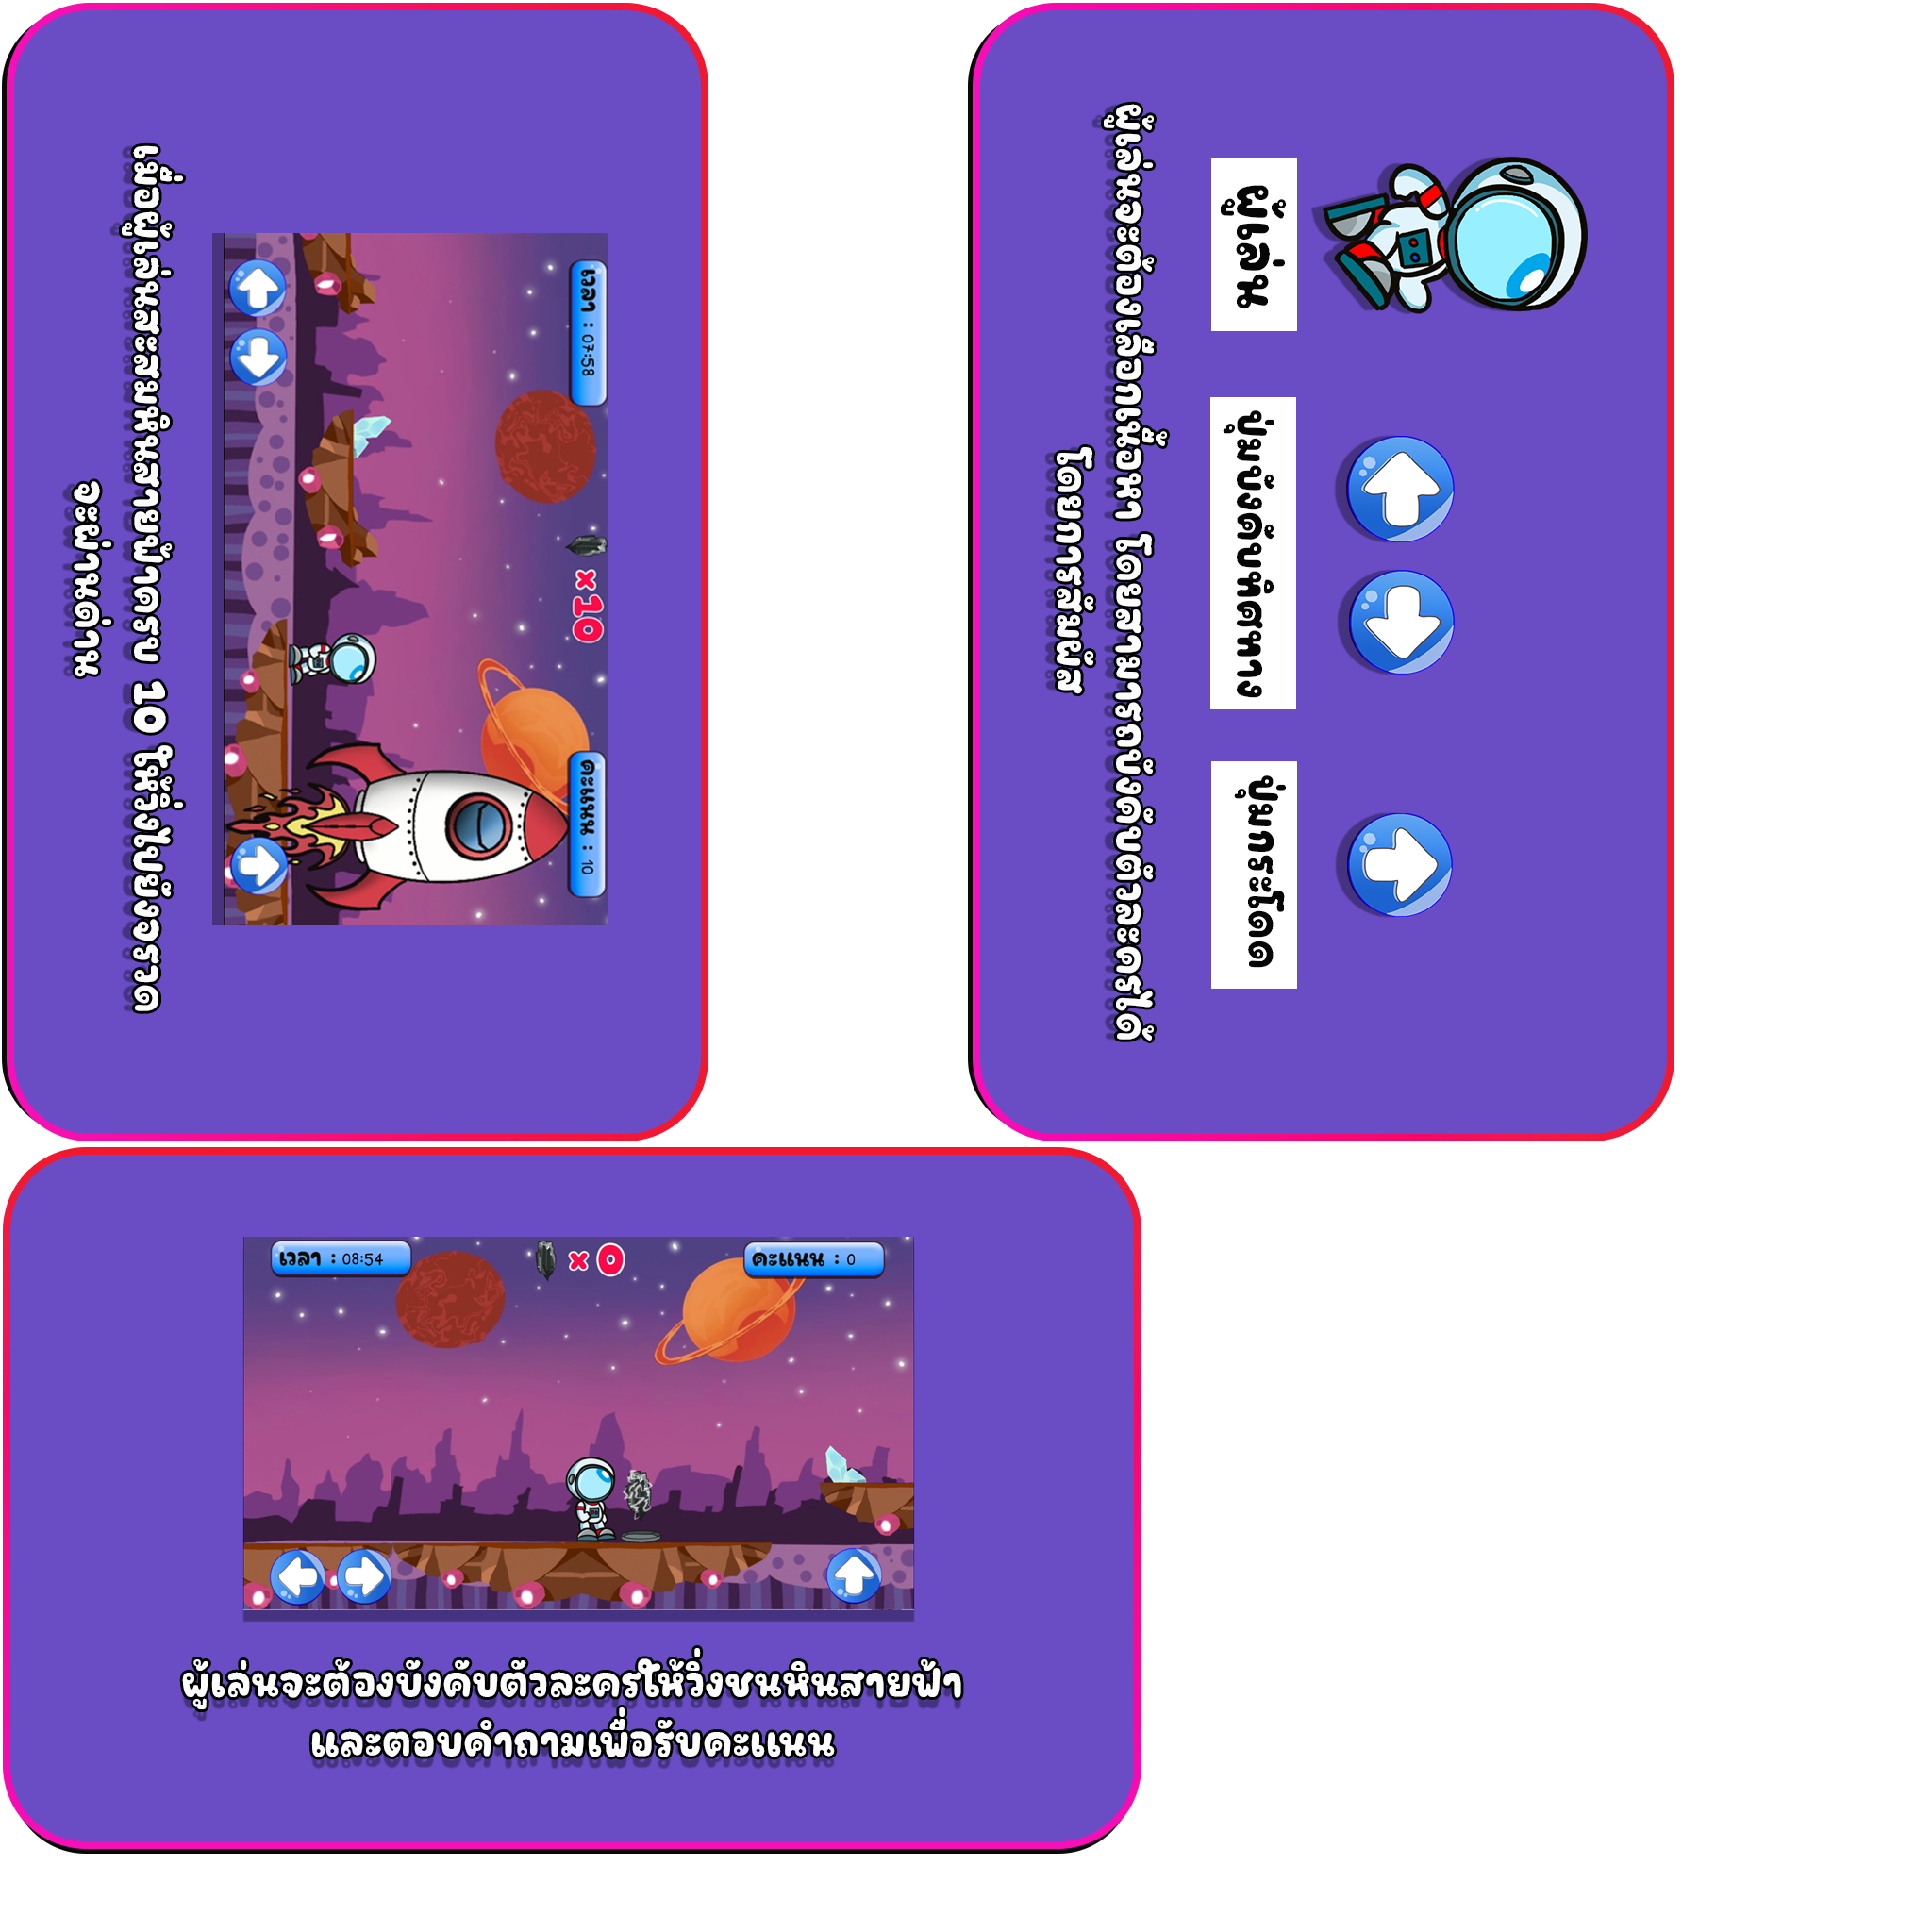 เวลา : 07:58
x10
คะแนน : 10
เมื่อผู้เล่นสะสมหินสายฟ้าครบ 10 ให้วิ่งไปยังจรวด
จะผ่านด่าน
ผู้เล่น
ปุ่มบังคับทิศทาง
ปุ่มกระโดด
ผู้เล่นจะต้องเลือกเนื้อหา โดยสามารถบังคับตัวละครได้
โดยการสัมผัส
เวลา : 08:54
x 0
คะแนน : 0
ผู้เล่นจะต้องบังคับตัวละครให้วิ่งชนหินสายฟ้า
และตอบคำถามเพื่อรับคะแนน